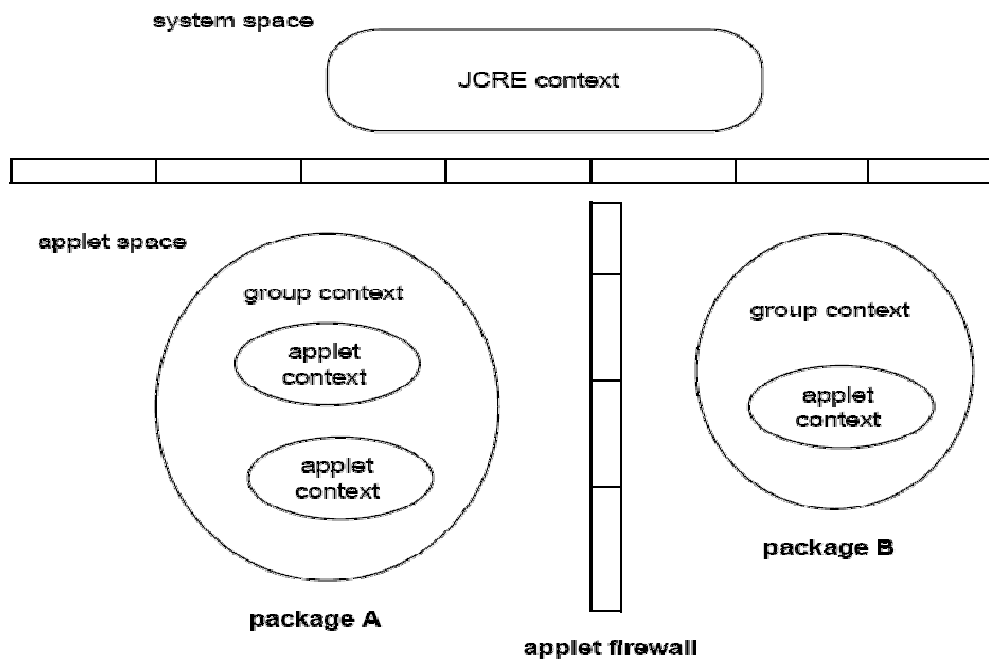 system space
JCRE context
applet space
group context
applet
context
applet
context
package A
group context
applet
context
package B
applet firewall